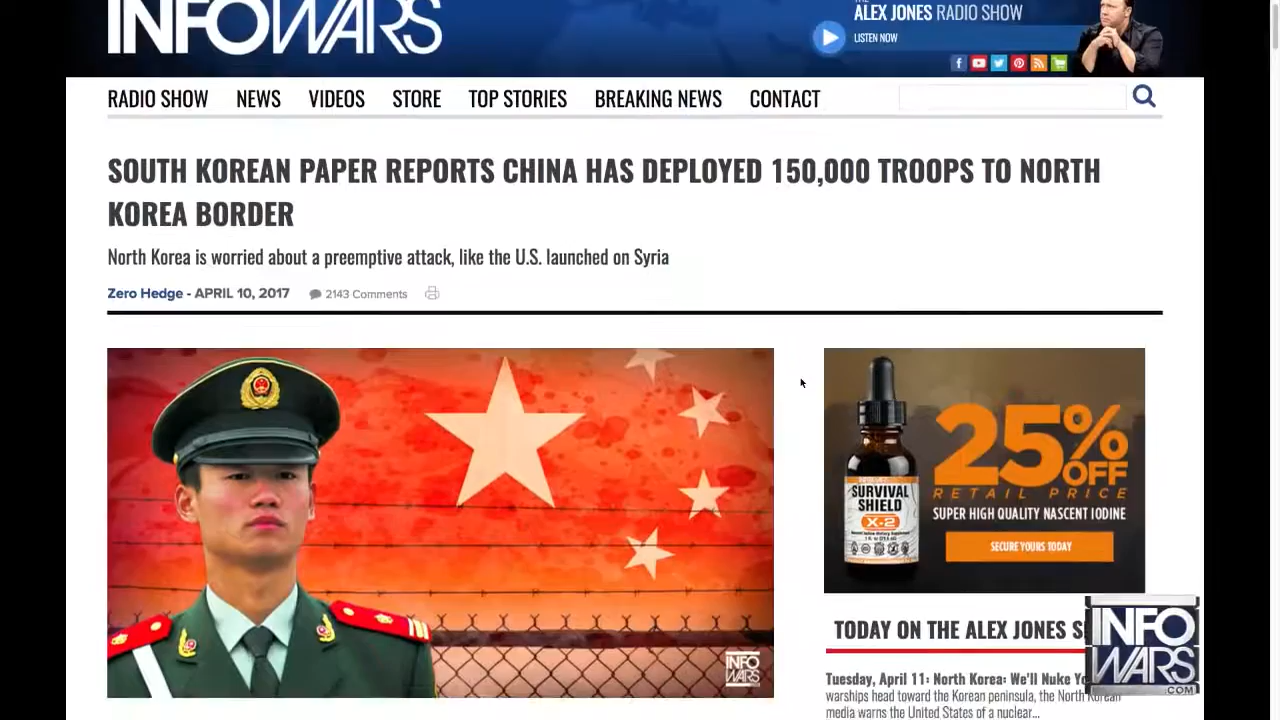 INFOWARS
ALEX JONES RADIO SHOW
LISTEN NOW
RADIO SHOW NEWS VIDEOS STORE TOP STORIES BREAKING NEWS CONTACT
SOUTH KOREAN PAPER REPORTS CHINA HAS DEPLOYED 150,000 TROOPS TO NORTH
KOREA BORDER
North Korea is worried about a preemptive attack, like the U.S. launched on Syria
Zero Hedge - APRIL 10, 2017 2143 Comments
25%
OFF
RETAIL PRICE
SUPER HIGH QUALITY NASCENT IODINE
SECURE YOURS TODAY
SURVIVAL
SHIELD
X-2
INFO
WARS
TODAY ON THE ALEX JONES
Tuesday, April 11: North Korea: We'll Nuke
warships head toward the Korean peninsula, the North Korean
media warns the United States of a nuclear...
INFO
WARS
.COM